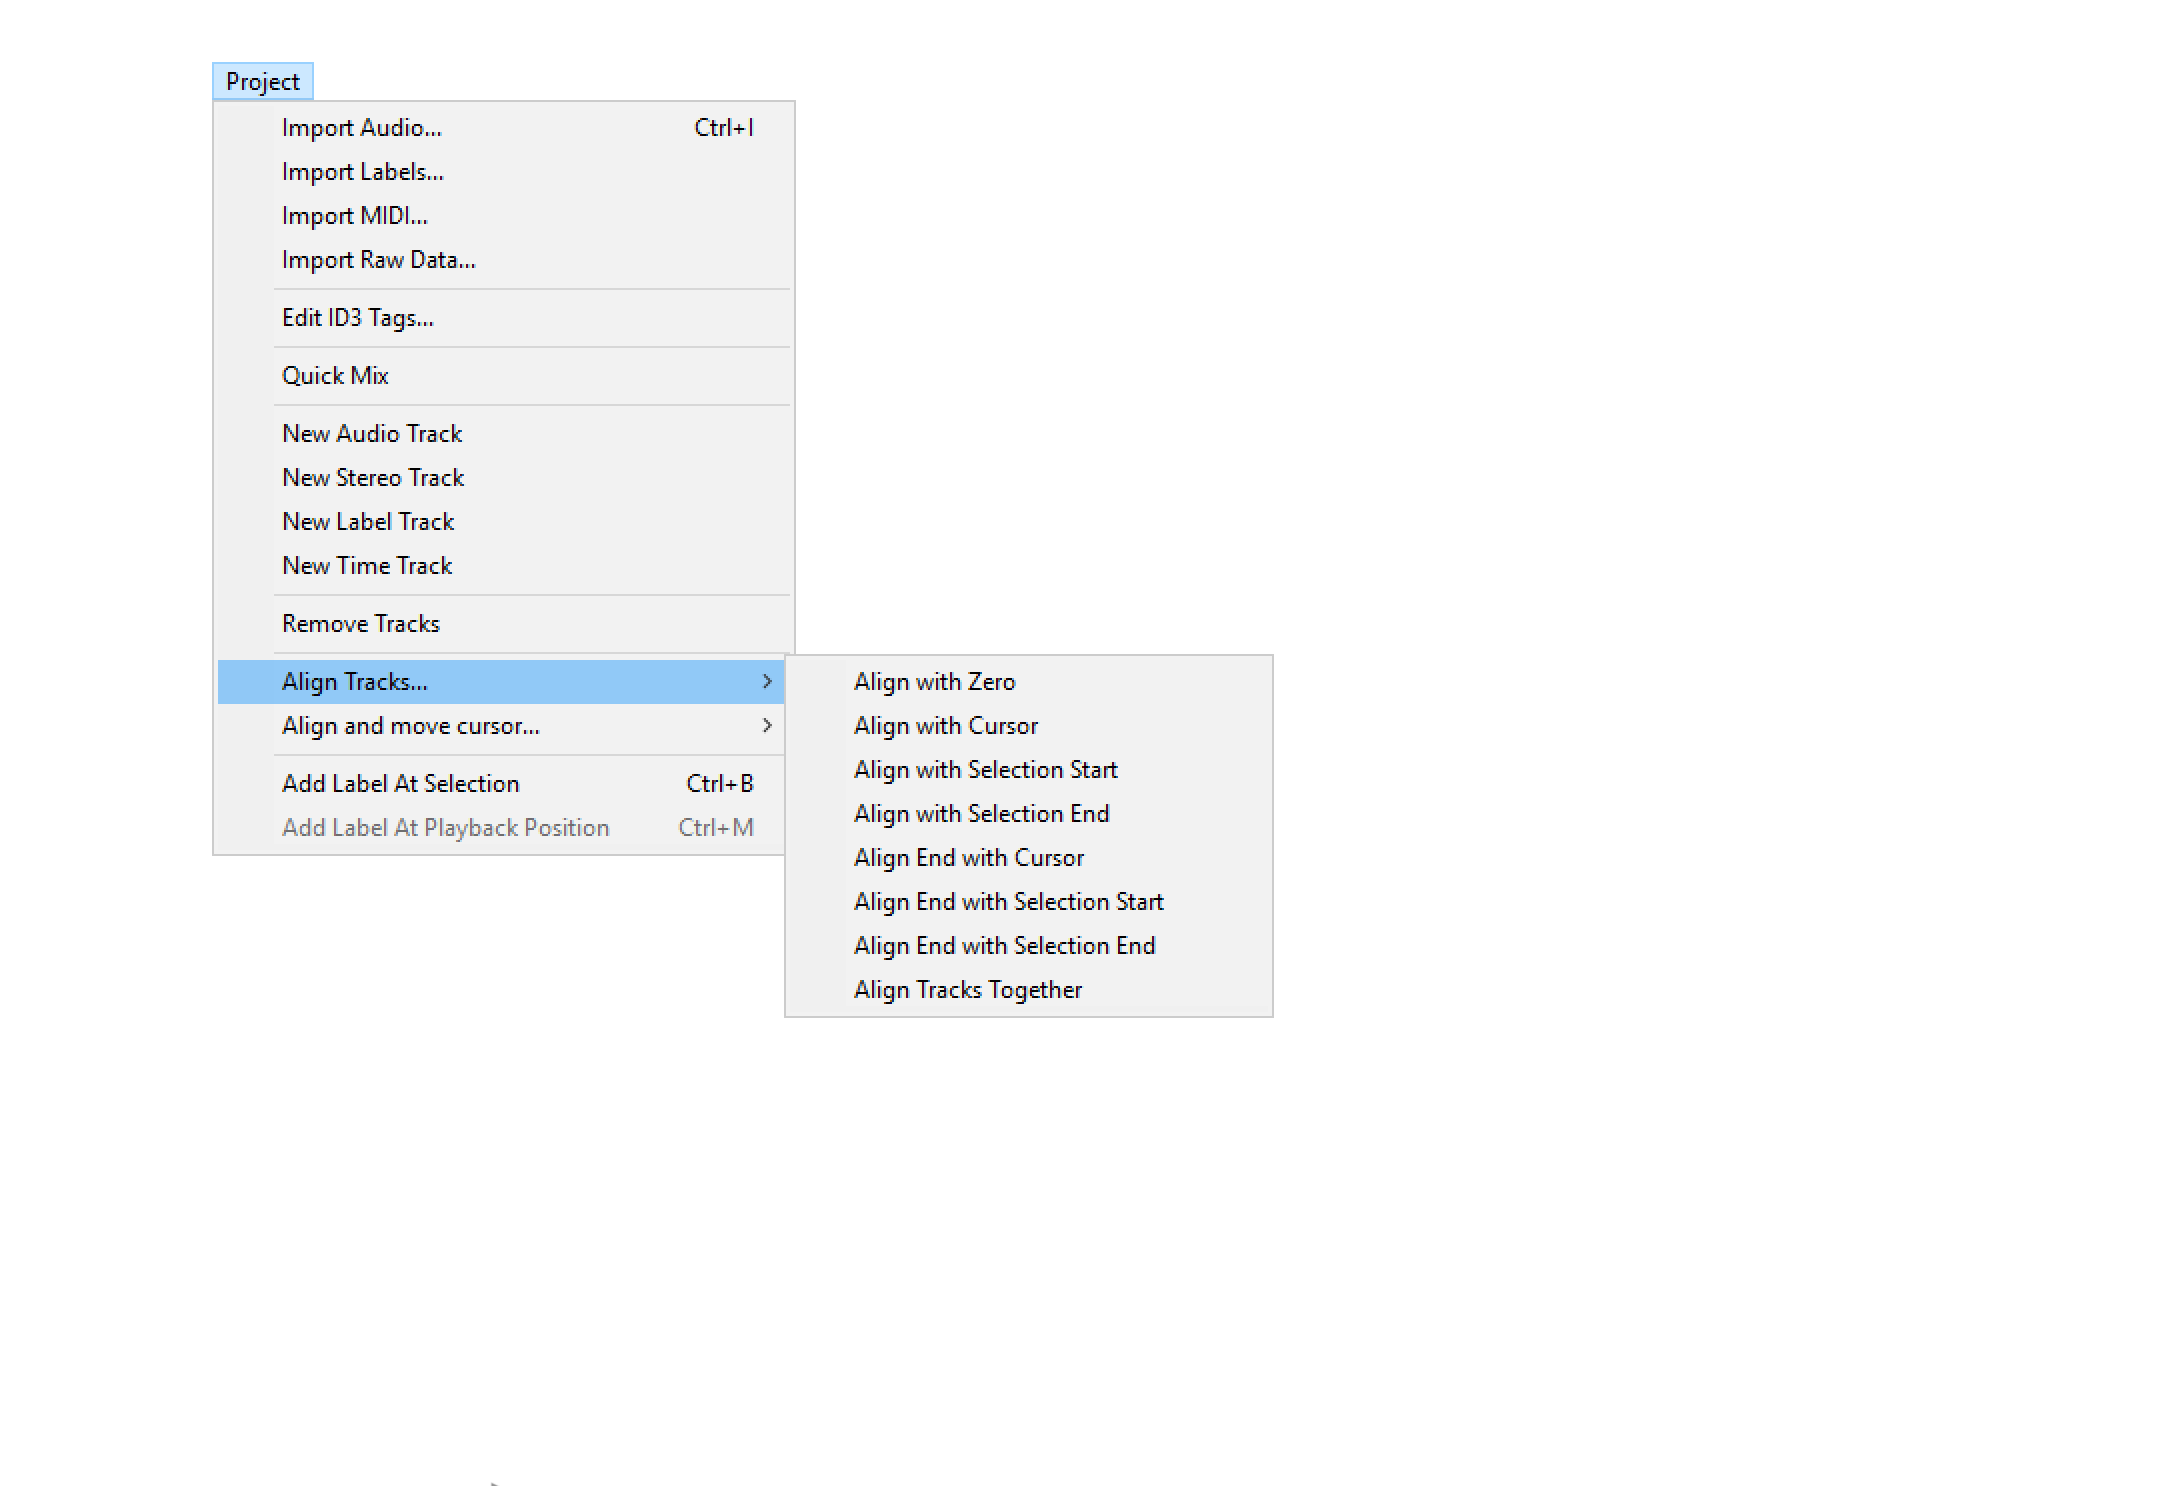 Project
Import Audio... Ctrl+I
Import Labels...
Import MIDI...
Import Raw Data...
Edit ID3 Tags...
Quick Mix
New Audio Track
New Stereo Track
New Label Track
New Time Track
Remove Tracks
Align Tracks...
Align and move cursor...
Add Label At Selection Ctrl+B
Add Label At Playback Position Ctrl+M
Align with Zero
Align with Cursor
Align with Selection Start
Align with Selection End
Align End with Cursor
Align End with Selection Start
Align End with Selection End
Align Tracks Together